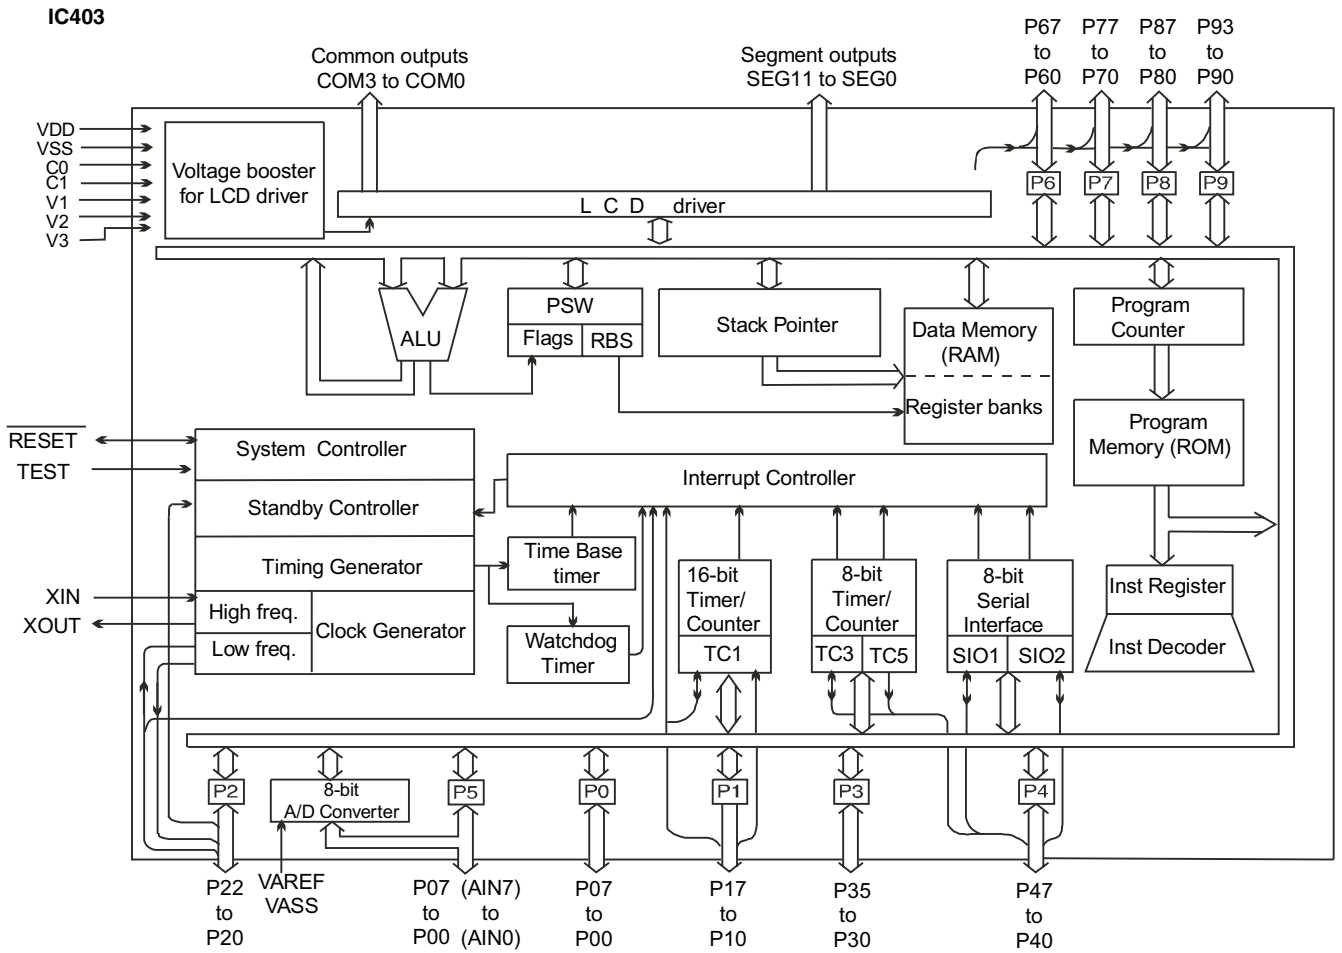 IC403
Common outputs
COM3 to COM0
Segment outputs
SEG11 to SEG0
P67 P77 P87 P93
to to to to
P60 P70 P80 P90
VDD
VSS
C0
C1
V1
V2
V3
Voltage booster
for LCD driver
L C D driver
P6 P7 P8 P9
ALU
PSW
Flags RBS
Stack Pointer
Data Memory
(RAM)
Register banks
Program
Counter
Program
Memory (ROM)
Inst Register
Inst Decoder
RESET
TEST
XIN
XOUT
System Controller
Standby Controller
Timing Generator
High freq.
Low freq.
Clock Generator
Interrupt Controller
Time Base
timer
Watchdog
Timer
16-bit
Timer/
Counter
TC1
8-bit
Timer/
Counter
TC3 TC5
8-bit
Serial
Interface
SIO1 SIO2
P2
8-bit
A/D Converter
P5 P0 P1 P3 P4
VAREF
VASS
P22
to
P20
P07 (AIN7)
to to
P00 (AIN0)
P07
to
P00
P17
to
P10
P35
to
P30
P47
to
P40